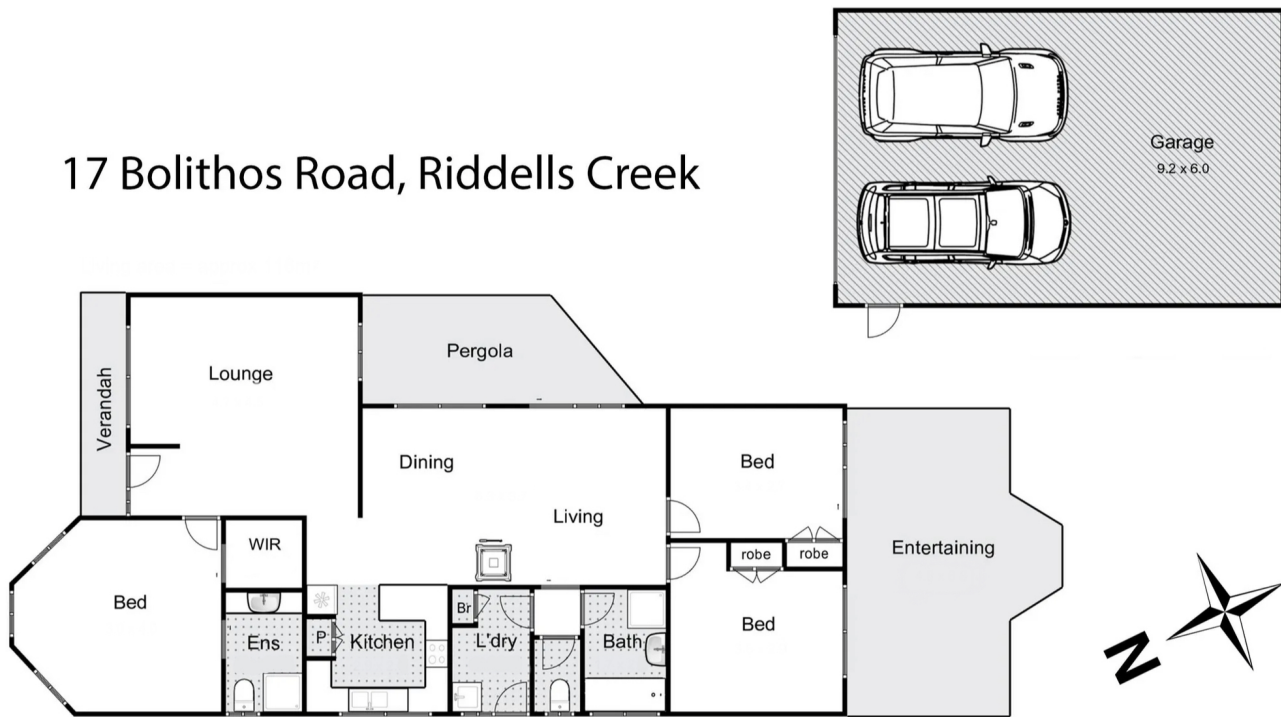 17 Bolithos Road, Riddells Creek
Garage
9.2 x 6.0
Verandah
Lounge
Pergola
Dining
Living
Bed
robe
robe
Entertaining
WIR
Bed
Ens
P
Kitchen
Br
L'dry
Bath
Bed
N